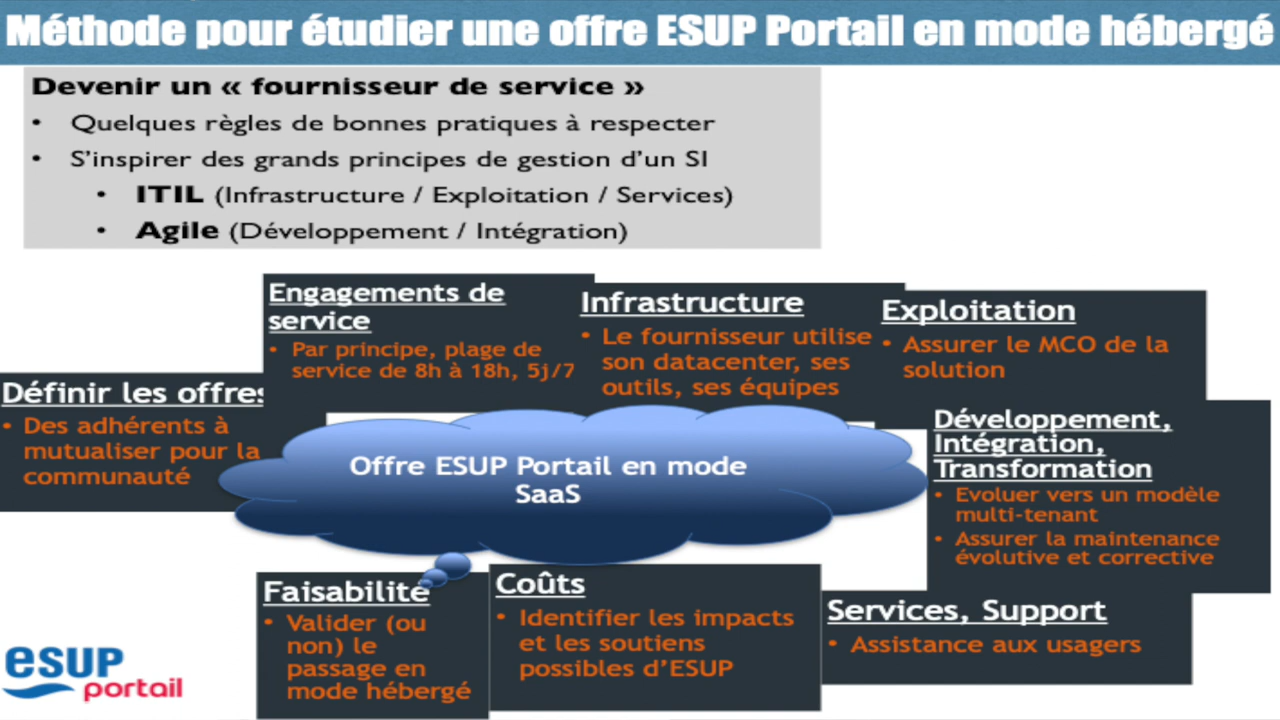 Méthode pour étudier une offre ESUP Portail en mode hébergé
Devenir un « fournisseur de service »
• Quelques règles de bonnes pratiques à respecter
• S'inspirer des grands principes de gestion d'un SI
• ITIL (Infrastructure / Exploitation / Services)
• Agile (Développement / Intégration)
Engagements de
service
• Par principe, plage de
service de 8h à 18h, 5j/7
Infrastructure
• Le fournisseur utilise
son datacenter, ses
outils, ses équipes
Exploitation
• Assurer le MCO de la
solution
Définir les offres
• Des adhérents à
mutualiser pour la
communauté
Offre ESUP Portail en mode
SaaS
Développement,
Intégration,
Transformation
• Evoluer vers un modèle
multi-tenant
• Assurer la maintenance
évolutive et corrective
Faisabilité
• Valider (ou
non) le
passage en
mode hébergé
Coûts
• Identifier les impacts
et les soutiens
possibles d'ESUP
Services, Support
• Assistance aux usagers
esup
portail